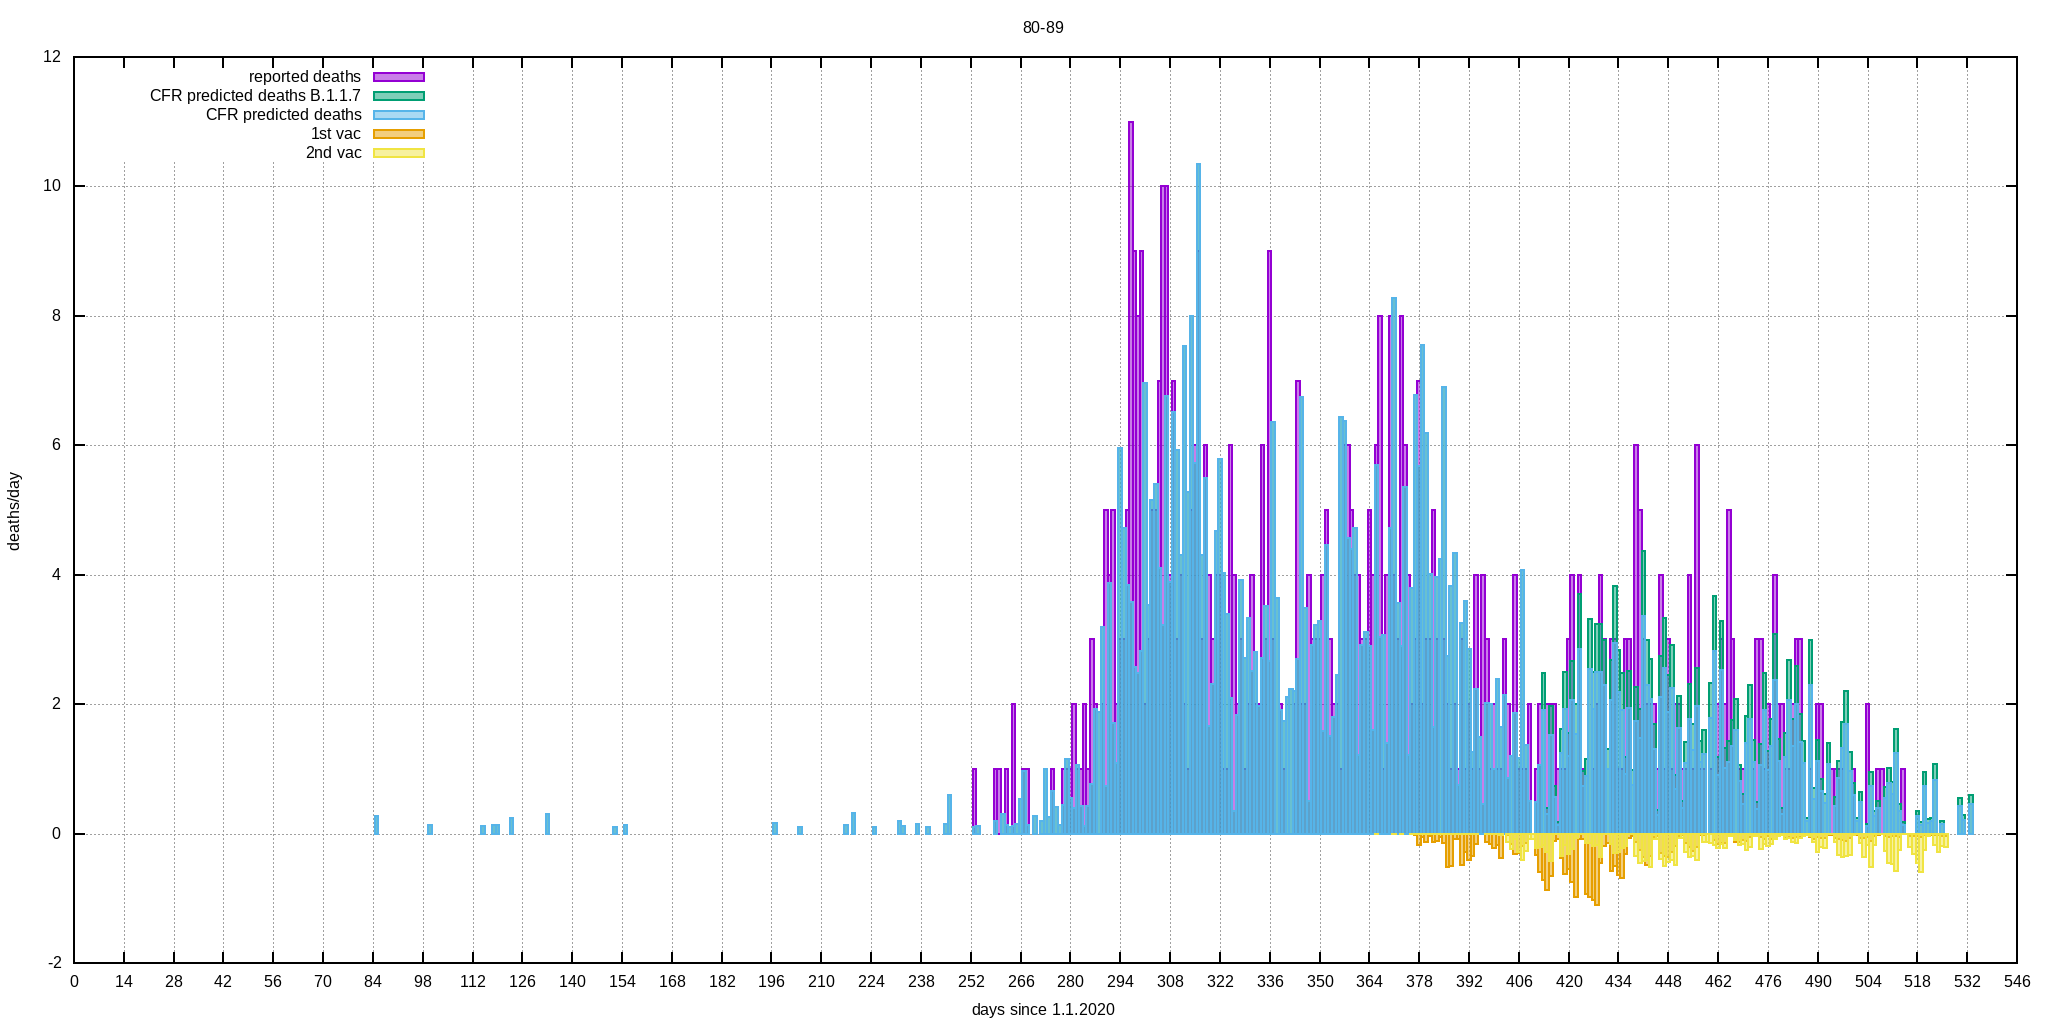 80-89
12
reported deaths
CFR predicted deaths B.1.1.7
CFR predicted deaths
1st vac
2nd vac
10
8
6
deaths/day
4
2
0
-2
0 14 28 42 56 70 84 98 112 126 140 154 168 182 196 210 224 238 252 266 280 294 308 322 336 350 364 378 392 406 420 434 448 462 476 490 504 518 532 546
days since 1.1.2020